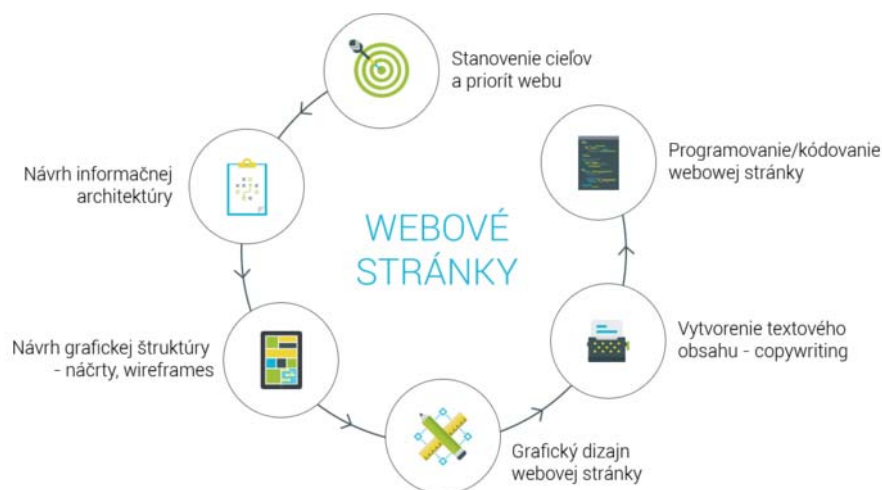 Stanovenie cieľov
a priorít webu
Návrh informačnej
architektúry
Návrh grafickej štruktúry
- náčrty, wireframes
Grafický dizajn
webovej stránky
Vytvorenie textového
obsahu - copywriting
Programovanie/kódovanie
webowej stránky
WEBOVÉ
STRÁNKY